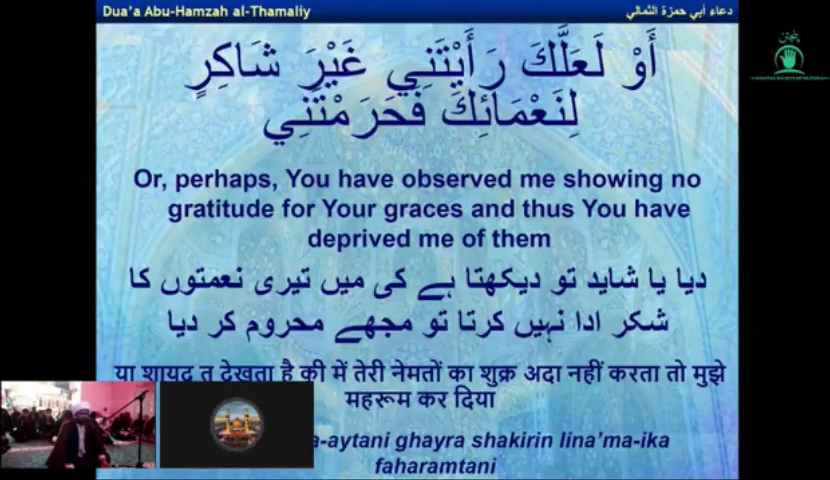 Dua'a Abu-Hamzah al-Thamaliy
دعاء أبي حمزة الثمالي
پنجتن
أَوْ لَعَلَّكَ رَأَيْتَنِي غَيْرَ شَاكِرٍ
لِنَعْمَائِكَ فَحَرَمْتَنِي
Or, perhaps, You have observed me showing no
gratitude for Your graces and thus You have
deprived me of them
دیا یا شاید تو دیکھتا ہے کی میں تیری نعمتوں کا
شکر ادا نہیں کرتا تو مجھے محروم کر دیا
या शायद त देखता है की में तेरी नेमतों का शुक्र अदा नहीं करता तो मुझे
महरूम कर दिया
a-aytani ghayra shakirin lina'ma-ika
faharamtani